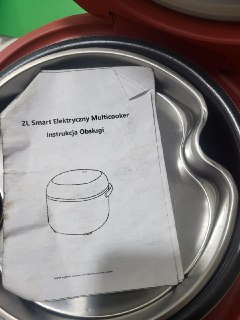 2L Smart Elektryczny Multicooker
Instrukcja Obsługi